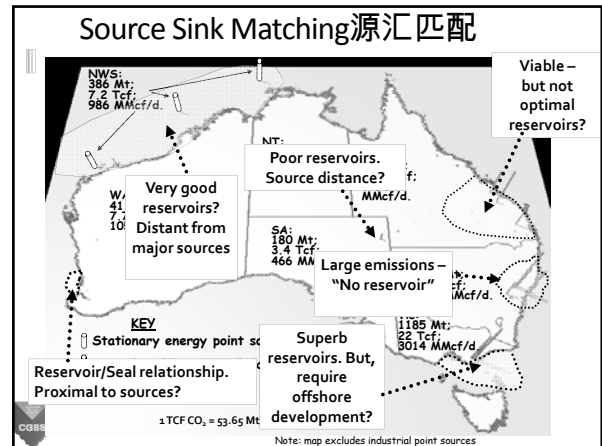 Source Sink Matching源汇匹配
NWS:
386 Mt;
7.2 Tcf;
986 MMcf/d.
Viable –
but not
optimal
reservoirs?
NT:
Poor reservoirs.
Source distance?
MMcf/d.
Very good
reservoirs?
Distant from
major sources
SA:
180 Mt;
3.4 Tcf;
466
Large emissions –
“No reservoir”
1185 Mt;
22 Tcf;
3014 MMcf/d
Superb
reservoirs. But,
require
offshore
development?
KEY
Stationary energy point
Reservoir/Seal relationship.
Proximal to sources?
1 TCF CO₂ = 53.65 Mt
CGSS
Note: map excludes industrial point sources